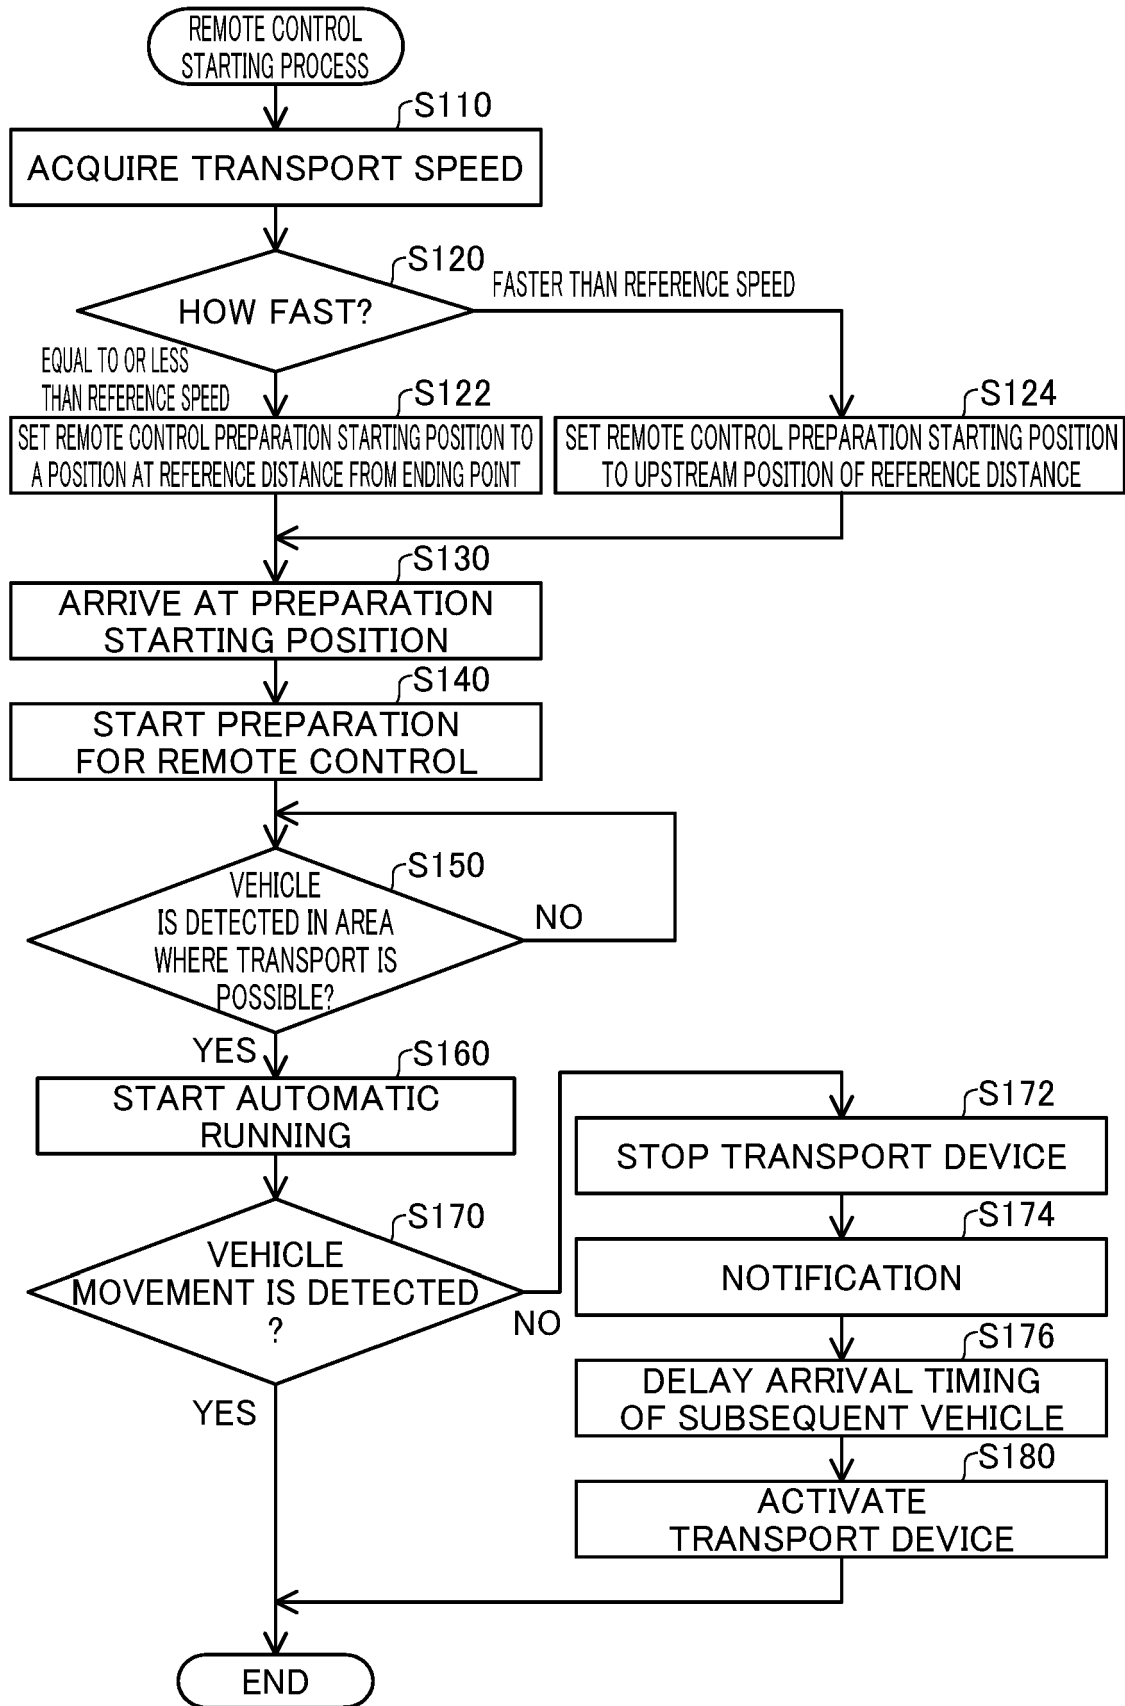 REMOTE CONTROL
STARTING PROCESS
S110
ACQUIRE TRANSPORT SPEED
S120
HOW FAST?
FASTER THAN REFERENCE SPEED
EQUAL TO OR LESS
THAN REFERENCE SPEED
S122
SET REMOTE CONTROL PREPARATION STARTING POSITION TO
A POSITION AT REFERENCE DISTANCE FROM ENDING POINT
S124
SET REMOTE CONTROL PREPARATION STARTING POSITION
TO UPSTREAM POSITION OF REFERENCE DISTANCE
S130
ARRIVE AT PREPARATION
STARTING POSITION
S140
START PREPARATION
FOR REMOTE CONTROL
S150
VEHICLE
IS DETECTED IN AREA
WHERE TRANSPORT IS
POSSIBLE?
NO
YES
S160
START AUTOMATIC
RUNNING
S170
VEHICLE
MOVEMENT IS DETECTED
?
NO
YES
S172
STOP TRANSPORT DEVICE
S174
NOTIFICATION
S176
DELAY ARRIVAL TIMING
OF SUBSEQUENT VEHICLE
S180
ACTIVATE
TRANSPORT DEVICE
END